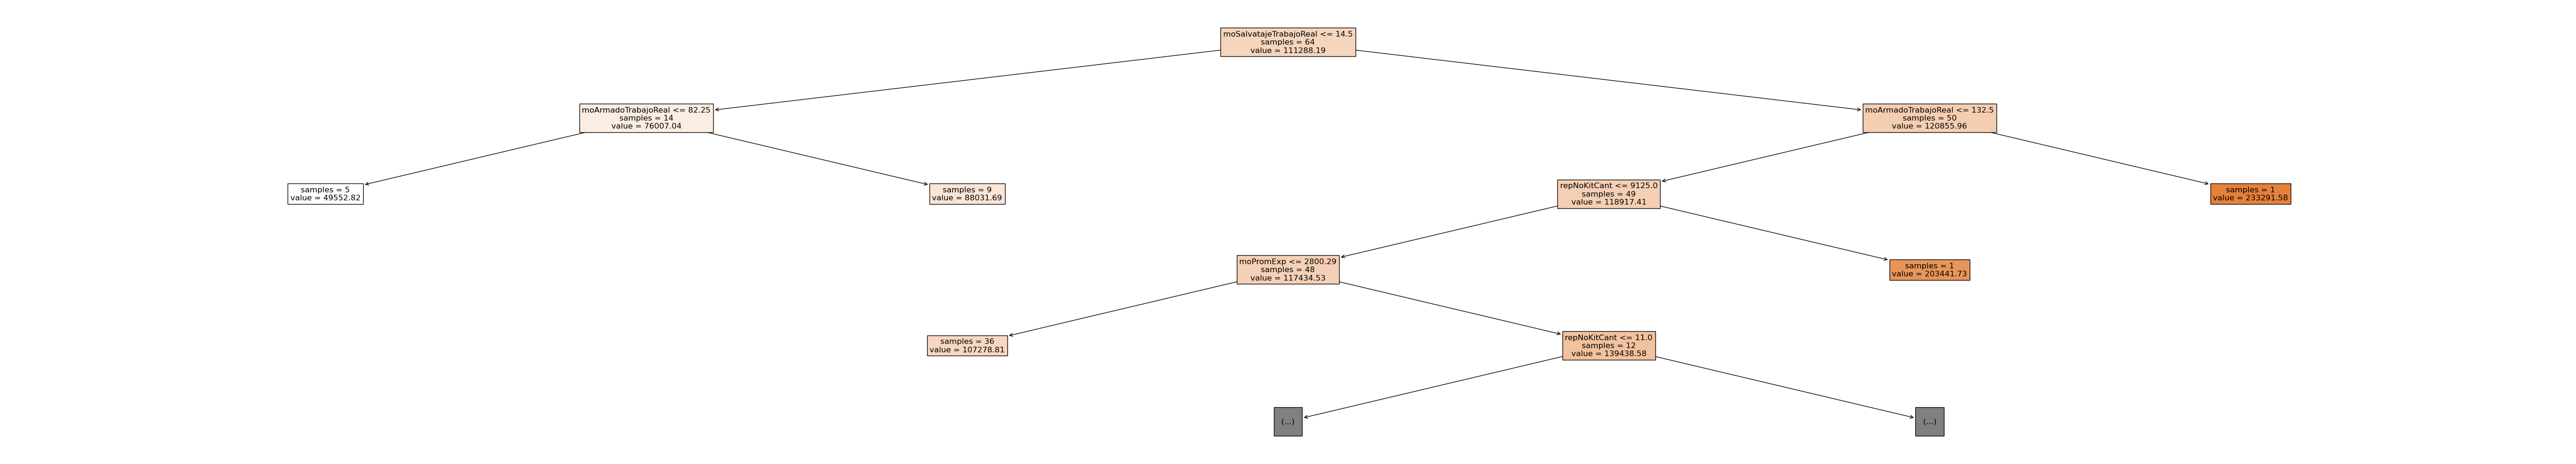 moSalvatajeTrabajoReal <= 14.5
samples = 64
value = 111288.19
moArmadoTrabajoReal <= 82.25
samples = 14
value = 76007.04
moArmadoTrabajoReal <= 132.5
samples = 50
value = 120855.96
samples = 5
value = 49552.82
samples = 9
value = 88031.69
repNoKitCant <= 9125.0
samples = 49
value = 118917.41
samples = 1
value = 233291.58
moPromExp <= 2800.29
samples = 48
value = 117434.53
samples = 1
value = 203441.73
samples = 36
value = 107278.81
repNoKitCant <= 11.0
samples = 12
value = 139438.58
(...)
(...)